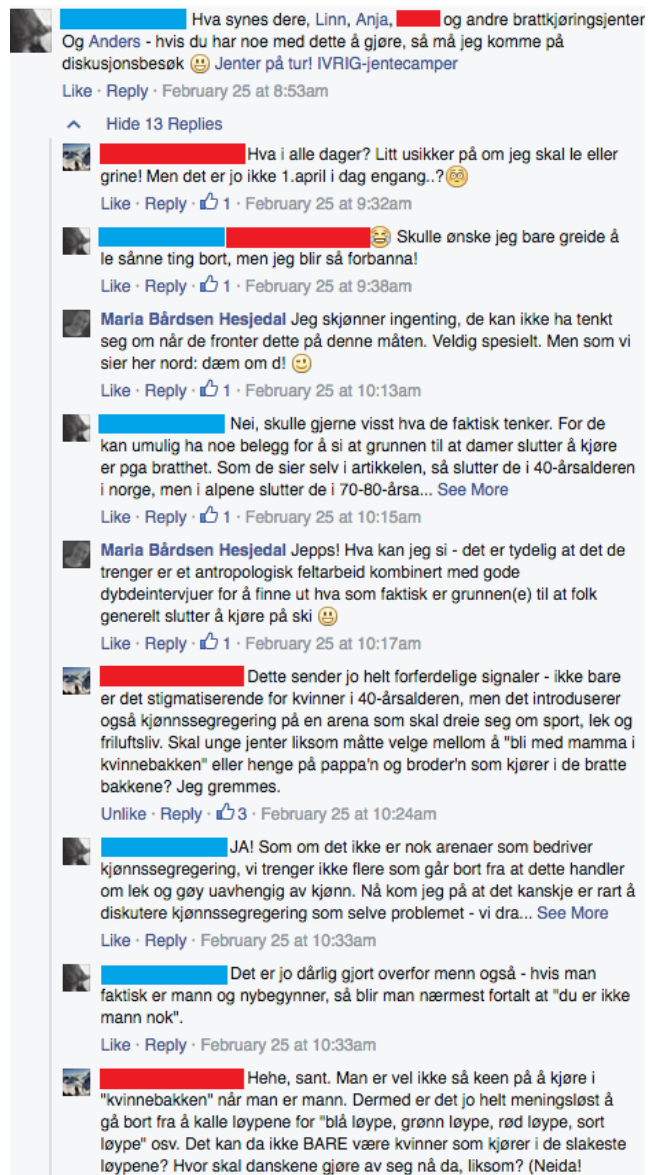 Hva synes dere, Linn, Anja, og andre brattkjøringsjenter
Og Anders - hvis du har noe med dette å gjøre, så må jeg komme på
diskusjonsbesøk Jenter på tur! IVRIG-jentecamper
Like · Reply · February 25 at 8:53am
Hide 13 Replies
Hva i alle dager? Litt usikker på om jeg skal le eller
grine! Men det er jo ikke 1.april i dag engang..?
Like · Reply · 1 · February 25 at 9:32am
Skulle ønske jeg bare greide å
le sånne ting bort, men jeg blir så forbanna!
Like · Reply · 1 · February 25 at 9:38am
Maria Bårdsen Hesjedal Jeg skjønner ingenting, de kan ikke ha tenkt
seg om når de fronter dette på denne måten. Veldig spesielt. Men som vi
sier her nord: dæm om d!
Like · Reply · 1 · February 25 at 10:13am
Nei, skulle gjerne visst hva de faktisk tenker. For de
kan umulig ha noe belegg for å si at grunnen til at damer slutter å kjøre
er pga bratthet. Som de sier selv i artikkelen, så slutter de i 40-årsalderen
i norge, men i alpene slutter de i 70-80-årsa... See More
Like · Reply · 1 · February 25 at 10:15am
Maria Bårdsen Hesjedal Jepps! Hva kan jeg si - det er tydelig at det de
trenger er et antropologisk feltarbeid kombinert med gode
dybdeintervjuer for å finne ut hva som faktisk er grunnen(e) til at folk
generelt slutter å kjøre på ski
Like · Reply · 1 · February 25 at 10:17am
Dette sender jo helt forferdelige signaler - ikke bare
er det stigmatiserende for kvinner i 40-årsalderen, men det introduserer
også kjønnssegregering på en arena som skal dreie seg om sport, lek og
friluftsliv. Skal unge jenter liksom måtte velge mellom å "bli med mamma i
kvinnebakken" eller henge på pappa'n og broder'n som kjører i de bratte
bakkene? Jeg gremmes.
Unlike · Reply · 3 · February 25 at 10:24am
JA! Som om det ikke er nok arenaer som bedriver
kjønnssegregering, vi trenger ikke flere som går bort fra at dette handler
om lek og gøy uavhengig av kjønn. Nå kom jeg på at det kanskje er rart å
diskutere kjønnssegregering som selve problemet - vi dra... See More
Like · Reply · February 25 at 10:33am
Det er jo dårlig gjort overfor menn også - hvis man
faktisk er mann og nybegynner, så blir man nærmest fortalt at "du er ikke
mann nok".
Like · Reply · February 25 at 10:33am
Hehe, sant. Man er vel ikke så keen på å kjøre i
"kvinnebakken" når man er mann. Dermed er det jo helt meningsløst å
gå bort fra å kalle løypene for "blå løype, grønn løype, rød løype, sort
løype" osv. Det kan da ikke BARE være kvinner som kjører i de slakeste
løypene? Hvor skal danskene gjøre av seg nå da, liksom? (Neida!